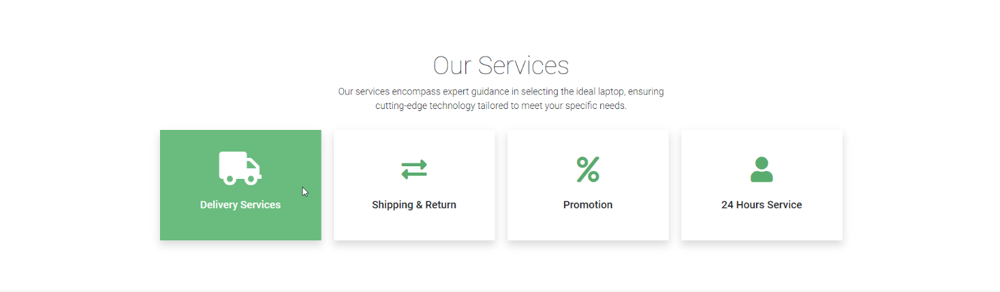 Our Services
Our services encompass expert guidance in selecting the ideal laptop, ensuring
cutting-edge technology tailored to meet your specific needs.
Delivery Services
Shipping & Return
Promotion
24 Hours Service